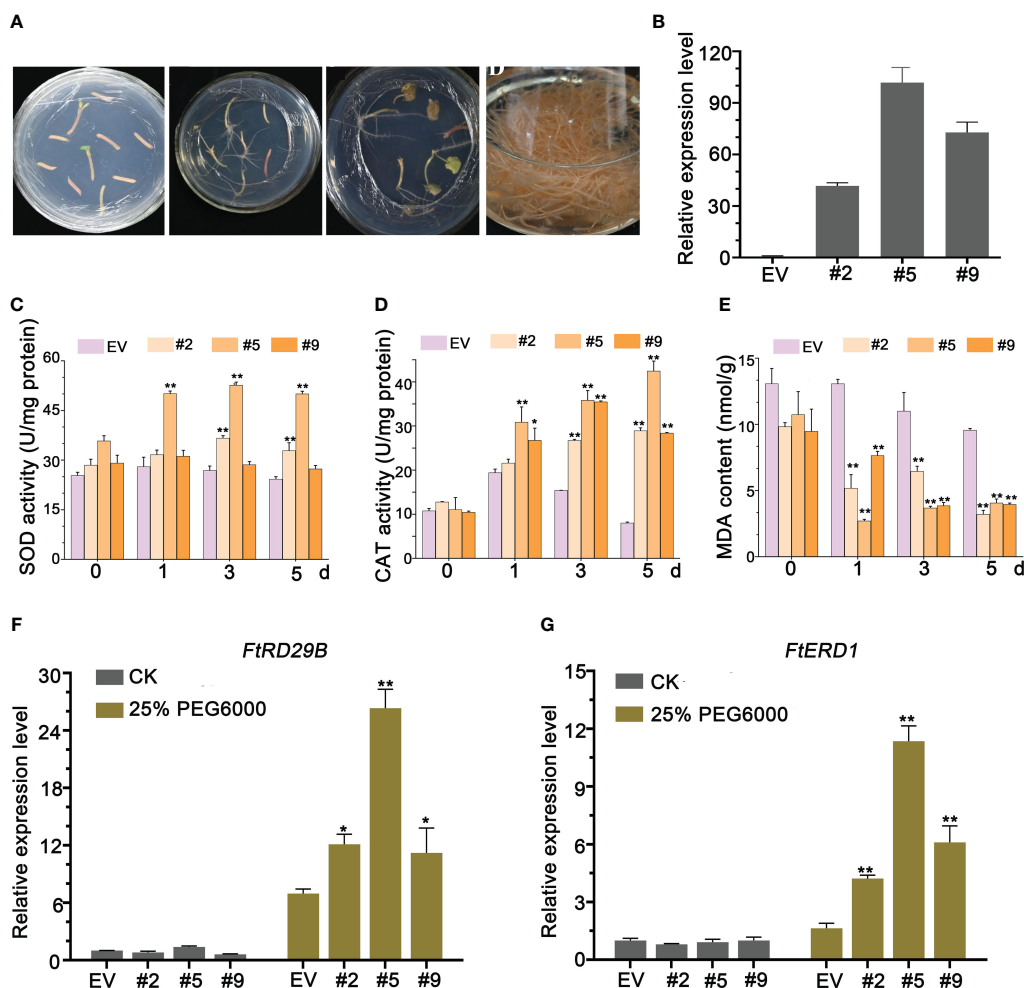 A
B
D
Relative expression level
120
90
60
30
0
EV #2 #5 #9
C
SOD activity (U/mg protein)
EV #2 #5 #9
60
45
30
15
0
** ** ** ** **
0 1 3 5 d
D
CAT activity (U/mg protein)
EV #2 #5 #9
40
30
20
10
0
** * ** ** ** ** ** **
0 1 3 5 d
E
MDA content (nmol/g)
EV #2 #5 #9
15
10
5
0
** ** ** ** ** ** ** ** **
0 1 3 5 d
F
FtRD29B
Relative expression level
CK
25% PEG6000
30
24
18
12
6
0
* ** *
EV #2 #5 #9 EV #2 #5 #9
G
FtERD1
Relative expression level
CK
25% PEG6000
15
12
9
6
3
0
** ** **
EV #2 #5 #9 EV #2 #5 #9